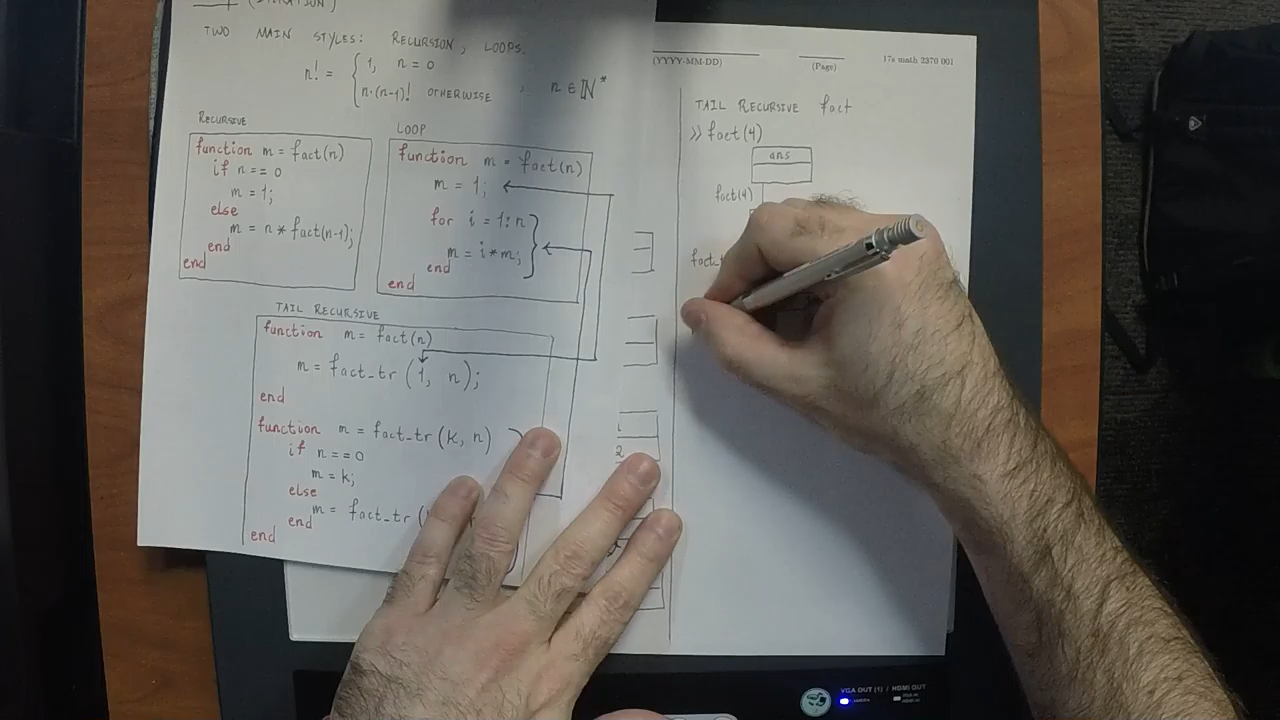 TWO MAIN STYLES: RECURSION, LOOPS.
n! = { 1, n = 0
n·(n-1)! OTHERWISE , n ∈ ℕ*
RECURSIVE
function m = fact(n)
if n == 0
m = 1;
else
m = n * fact(n-1);
end
end
LOOP
function m = fact(n)
m = 1;
for i = 1:n
m = i * m;
end
end
TAIL RECURSIVE
function m = fact(n)
m = fact_tr (1, n);
end
function m = fact_tr(k, n)
if n == 0
m = k;
else
m = fact_tr (
end
end
2
(YYYY-MM-DD)
(Page)
17s math 2370 001
TAIL RECURSIVE fact
>> fact(4)
ans
fact(4)
VGA OUT (1) / HDMI OUT